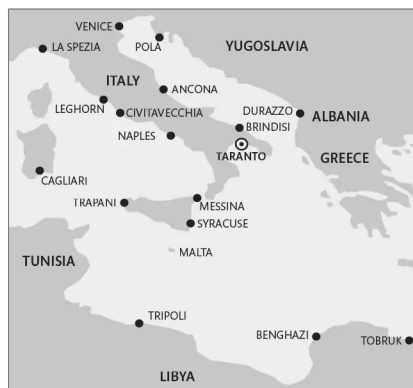 VENICE
POLA
YUGOSLAVIA
LA SPEZIA
ITALY
ANCONA
LEGHORN
CIVITAVECCHIA
DURAZZO
ALBANIA
BRINDISI
NAPLES
TARANTO
GREECE
CAGLIARI
TRAPANI
MESSINA
SYRACUSE
TUNISIA
MALTA
TRIPOLI
BENGHAZI
TOBRUK
LIBYA